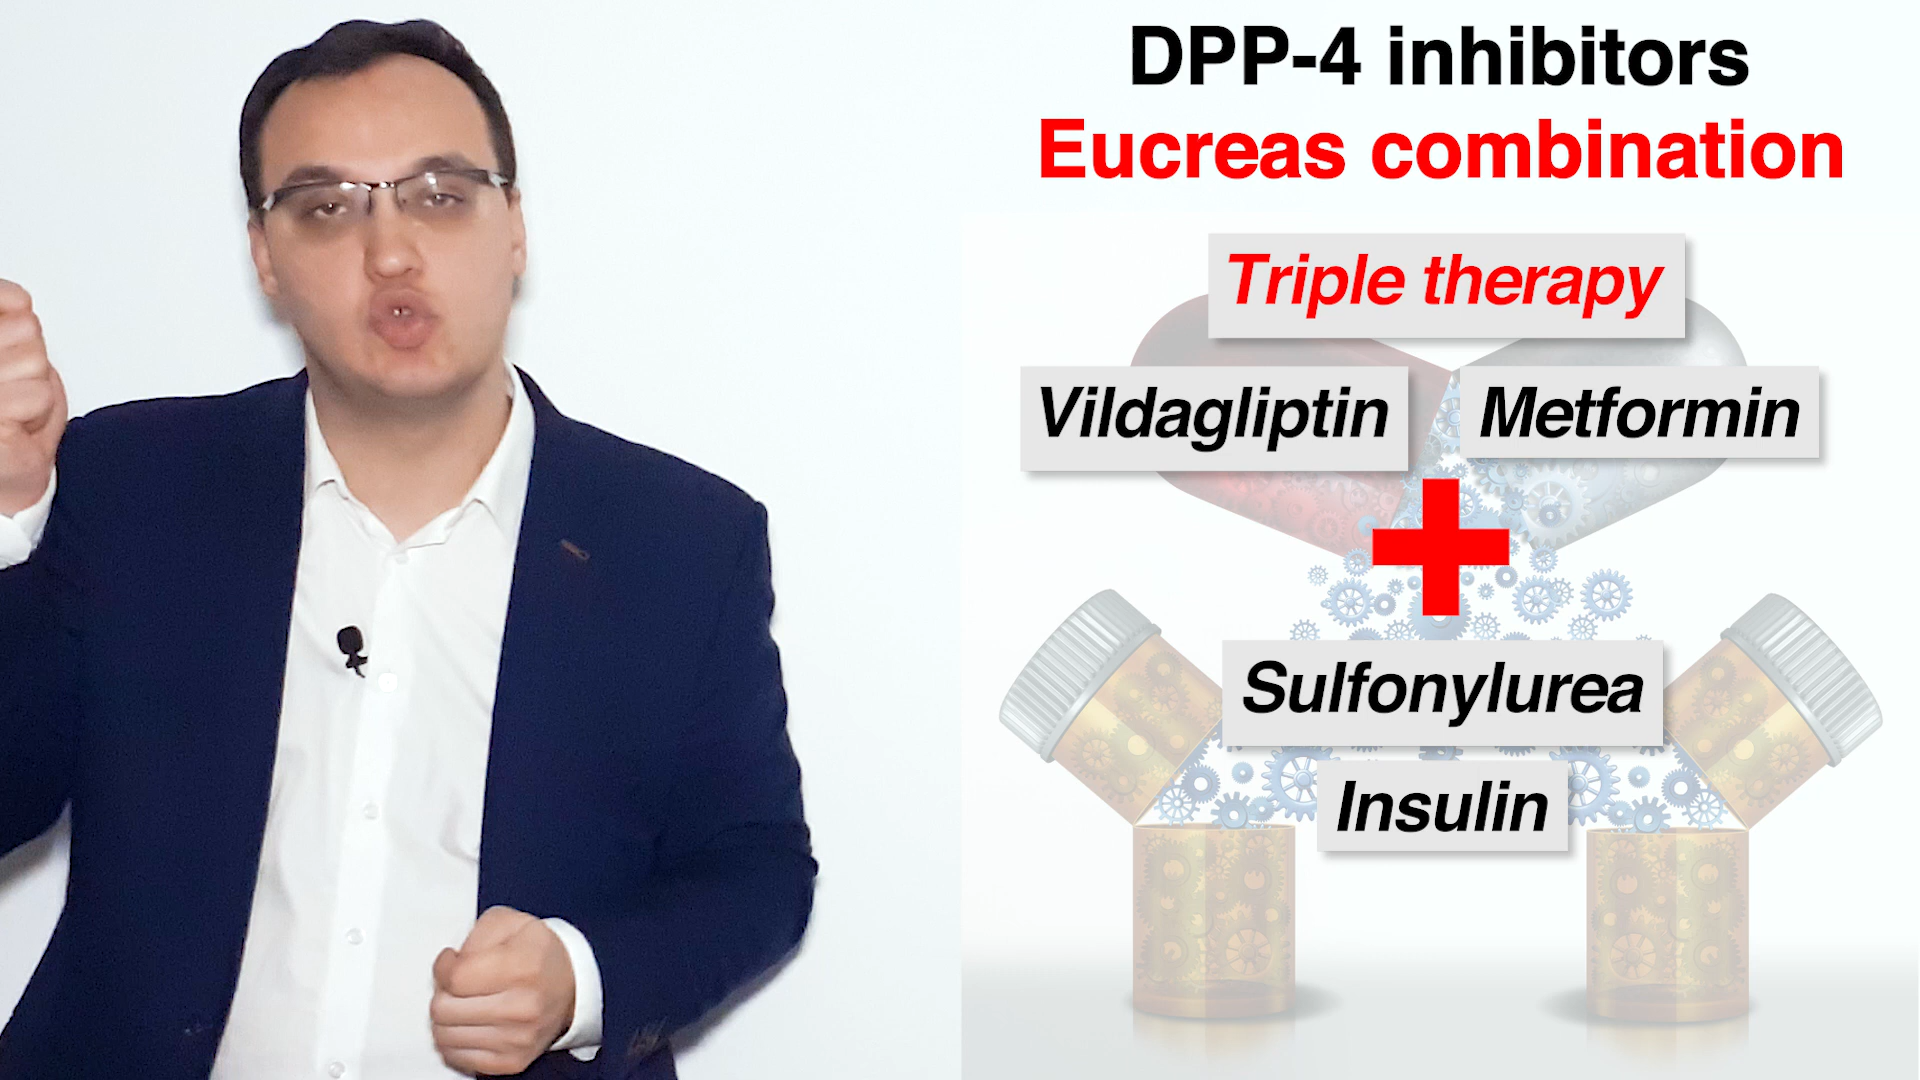 DPP-4 inhibitors
Eucreas combination
Triple therapy
Vildagliptin Metformin
Sulfonylurea
Insulin